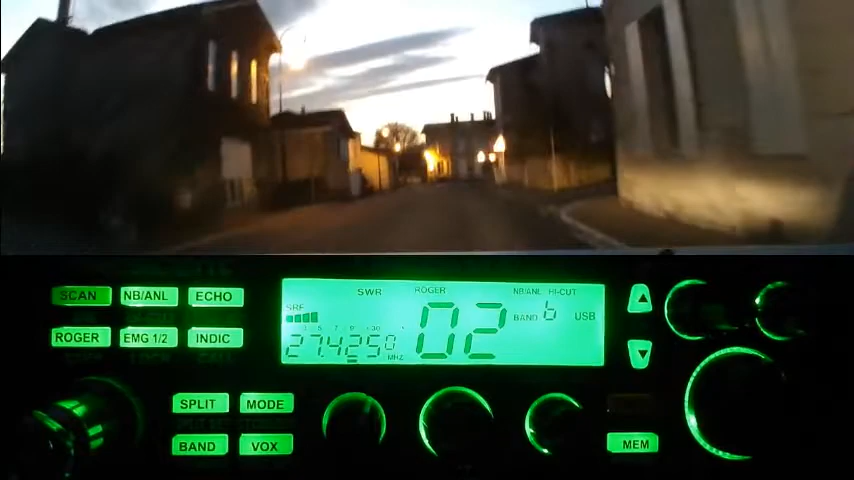 SCAN NB/ANL ECHO
ROGER EMG 1/2 INDIC
SWR ROGER NB/ANL HI-CUT
SRF
27.4250 MHZ
02
BAND b USB
SPLIT MODE
BAND VOX
MEM